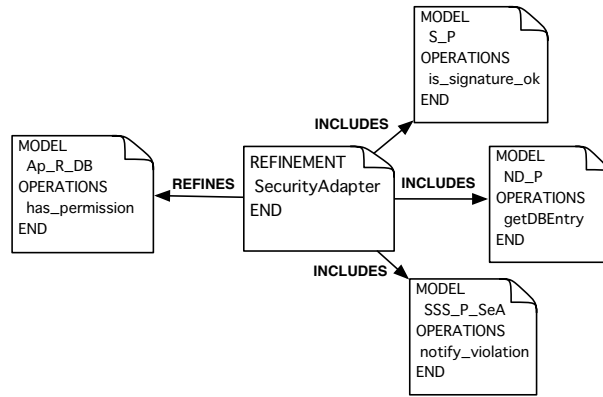 MODEL
S_P
OPERATIONS
is_signature_ok
END
INCLUDES
MODEL
Ap_R_DB
OPERATIONS
has_permission
END
REFINES
REFINEMENT
SecurityAdapter
END
INCLUDES
MODEL
ND_P
OPERATIONS
getDBEntry
END
INCLUDES
MODEL
SSS_P_SeA
OPERATIONS
notify_violation
END